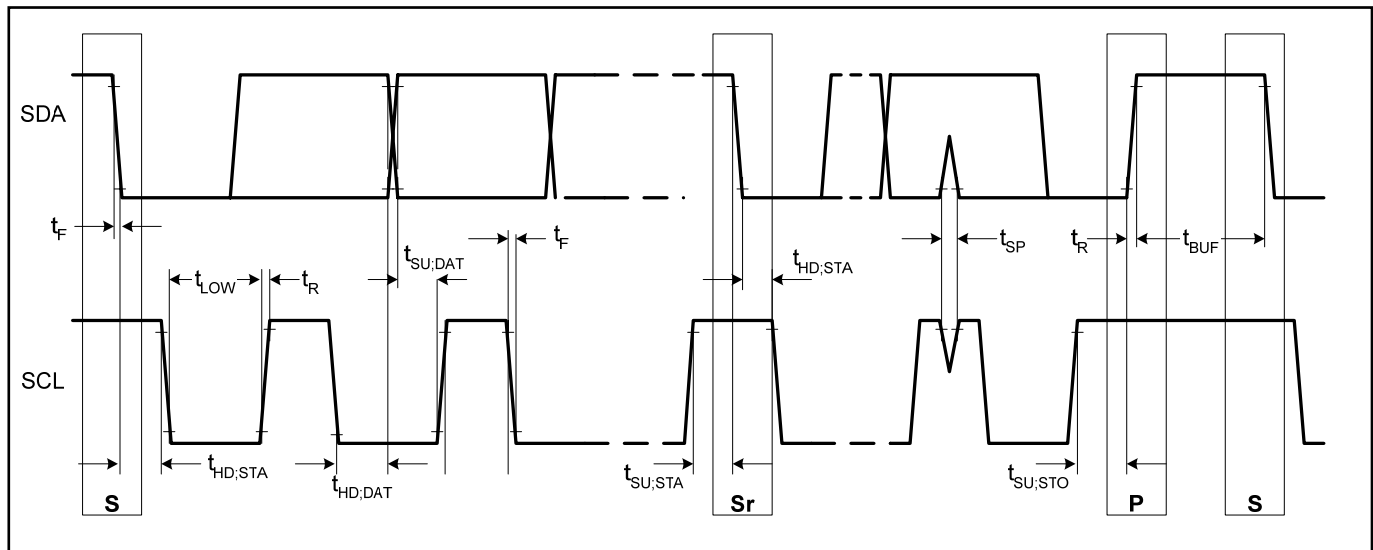 SDA
t_F
t_LOW
t_R
t_SU;DAT
t_F
t_HD;STA
t_SP
t_R
t_BUF
SCL
t_HD;STA
t_HD;DAT
t_SU;STA
t_SU;STO
S
Sr
P
S